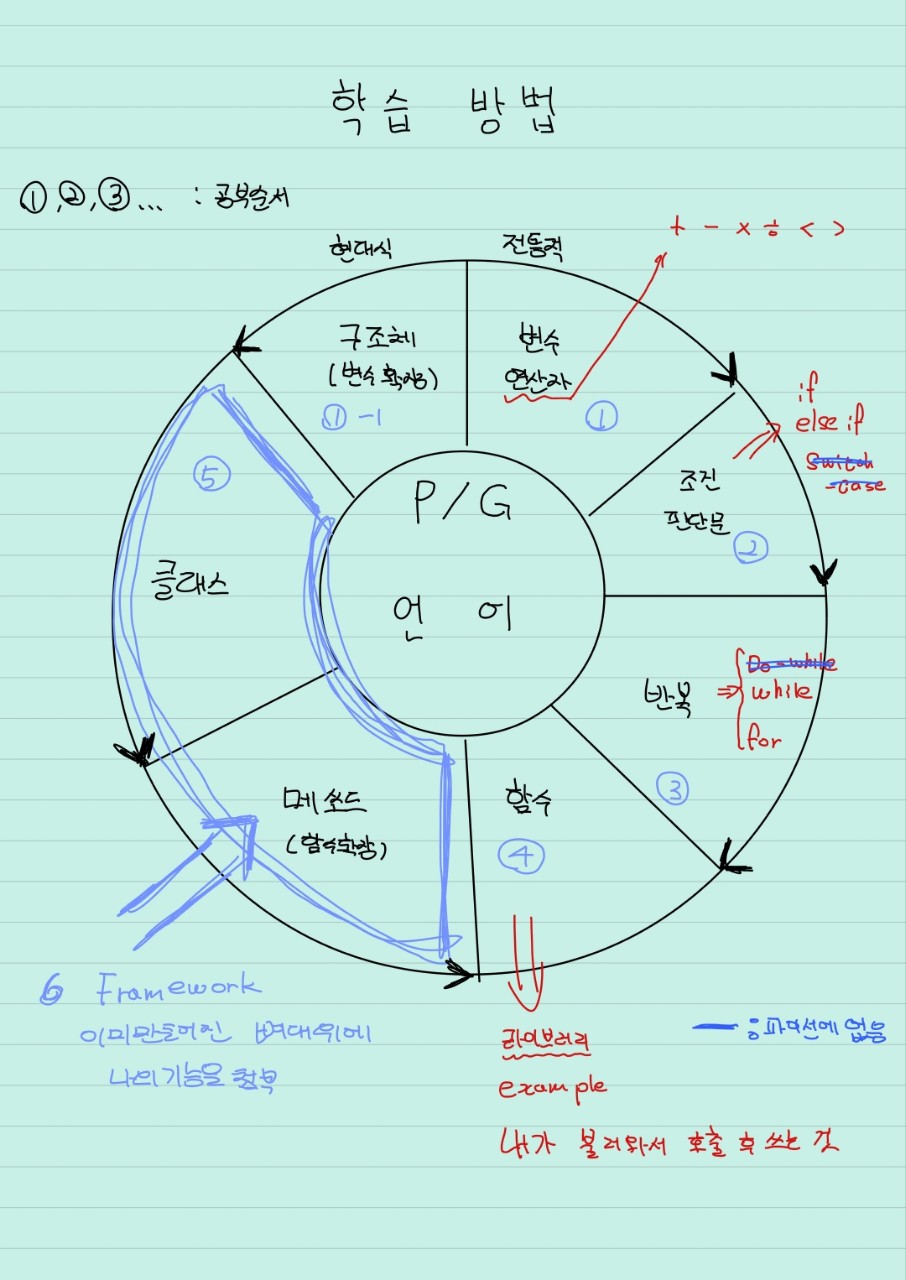 학습 방법
①, ②, ③ ... : 공부순서
현대식
전통적
+ - × ÷ < >
구조체
(변수 확장)
①-1
변수
연산자
①
if
else if
Switch
-case
조건
판단문
②
P/G
언어
⑤
클래스
반복
⇒
Do-while
while
for
③
메쏘드
(함수확장)
함수
④
6 Framework
이미만들어진 뼈대위에
나의기능을 첨부
라이브러리
example
내가 불러와서 호출 후 쓰는 것
— : 파이선에 없음